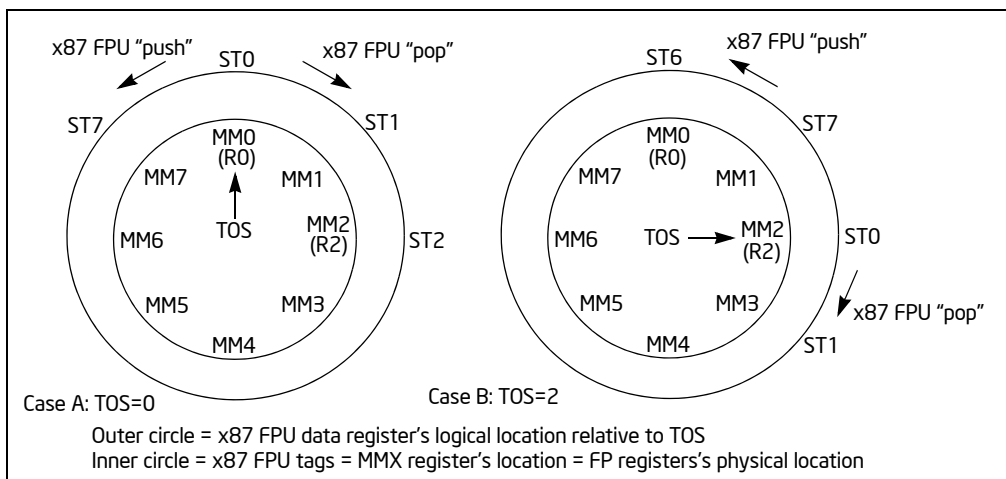 x87 FPU “push”
x87 FPU “pop”
ST0
ST7
ST1
ST2
MM0
(R0)
MM7
MM1
MM6
TOS
MM2
(R2)
MM5
MM3
MM4
Case A: TOS=0
x87 FPU “push”
ST6
ST7
ST0
x87 FPU “pop”
ST1
MM0
(R0)
MM7
MM1
MM6
TOS
MM2
(R2)
MM5
MM3
MM4
Case B: TOS=2
Outer circle = x87 FPU data register’s logical location relative to TOS
Inner circle = x87 FPU tags = MMX register’s location = FP registers’s physical location